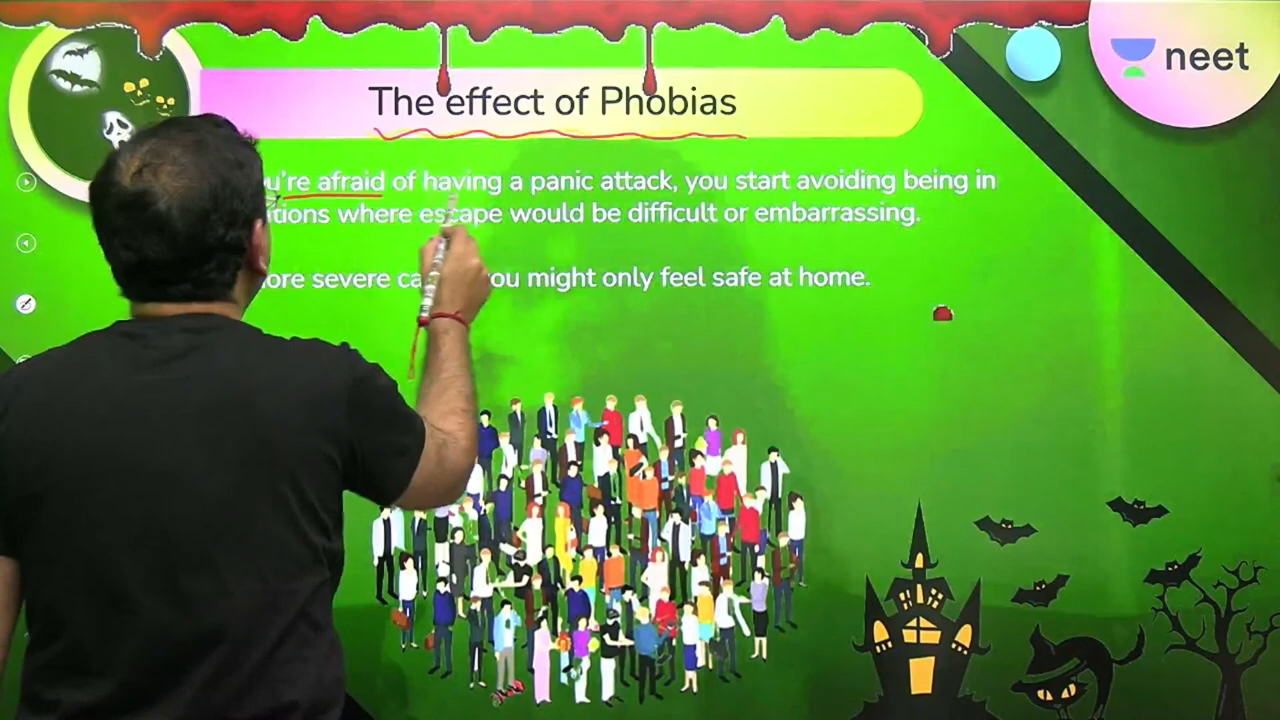 neet
The effect of Phobias
u're afraid of having a panic attack, you start avoiding being in
tions where escape would be difficult or embarrassing.
ore severe ca ou might only feel safe at home.